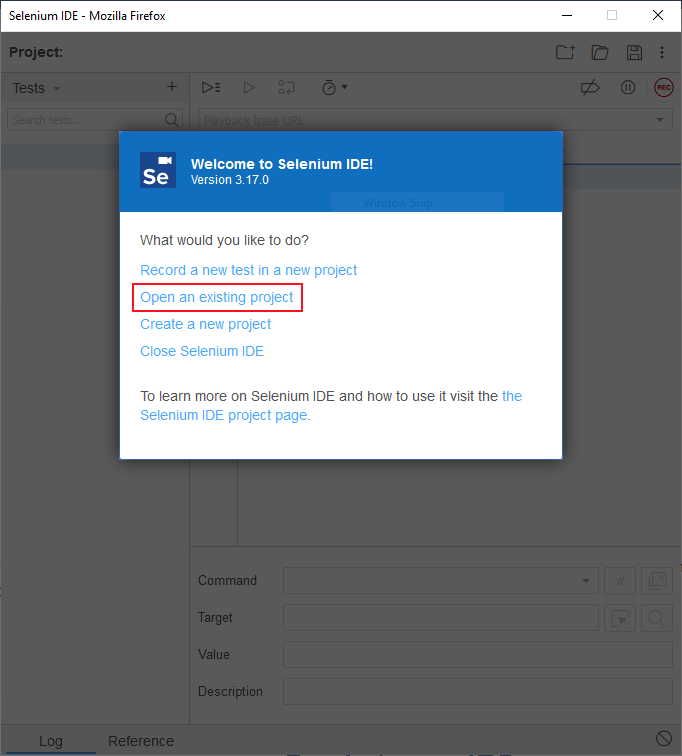 Selenium IDE - Mozilla Firefox
Project:
Tests
REC
Search tests...
Playback base URL
Se
Welcome to Selenium IDE!
Version 3.17.0
Window Snip
What would you like to do?
Record a new test in a new project
Open an existing project
Create a new project
Close Selenium IDE
To learn more on Selenium IDE and how to use it visit the the
Selenium IDE project page.
Command
//
Target
Value
Description
Log
Reference